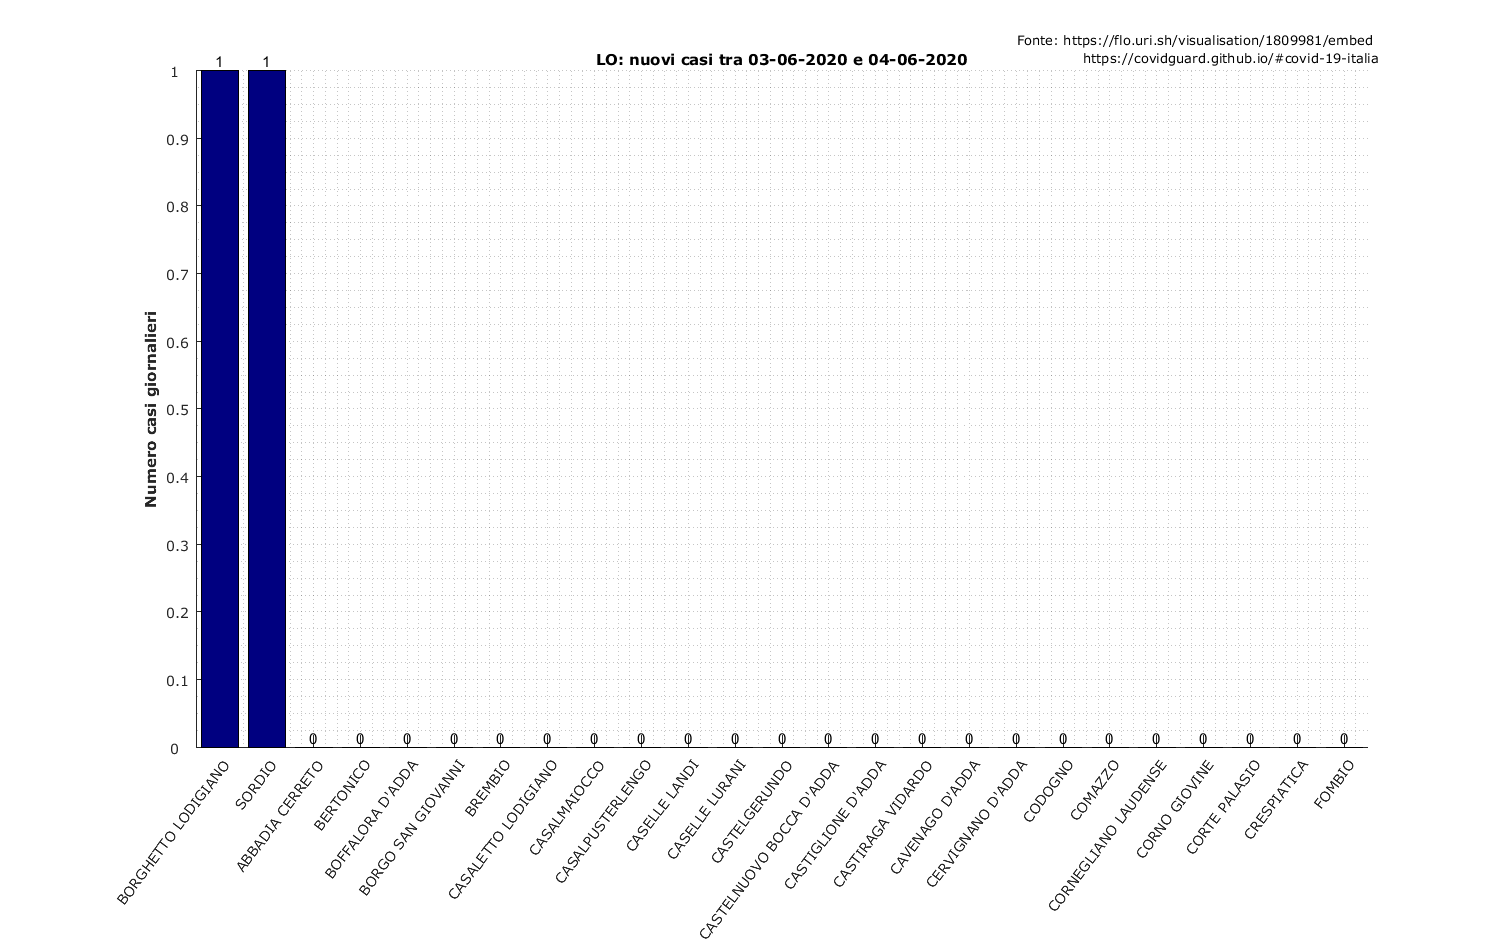 Fonte: https://flo.uri.sh/visualisation/1809981/embed
https://covidguard.github.io/#covid-19-italia
LO: nuovi casi tra 03-06-2020 e 04-06-2020
Numero casi giornalieri
1
0.9
0.8
0.7
0.6
0.5
0.4
0.3
0.2
0.1
0
1 1 0 0 0 0 0 0 0 0 0 0 0 0 0 0 0 0 0 0 0 0 0 0 0
BORGHETTO LODIGIANO
SORDIO
ABBADIA CERRETO
BERTONICO
BOFFALORA D'ADDA
BORGO SAN GIOVANNI
BREMBIO
CASALETTO LODIGIANO
CASALMAIOCCO
CASALPUSTERLENGO
CASELLE LANDI
CASELLE LURANI
CASTELGERUNDO
CASTELNUOVO BOCCA D'ADDA
CASTIGLIONE D'ADDA
CASTIRAGA VIDARDO
CAVENAGO D'ADDA
CERVIGNANO D'ADDA
CODOGNO
COMAZZO
CORNEGLIANO LAUDENSE
CORNO GIOVINE
CORTE PALASIO
CRESPIATICA
FOMBIO